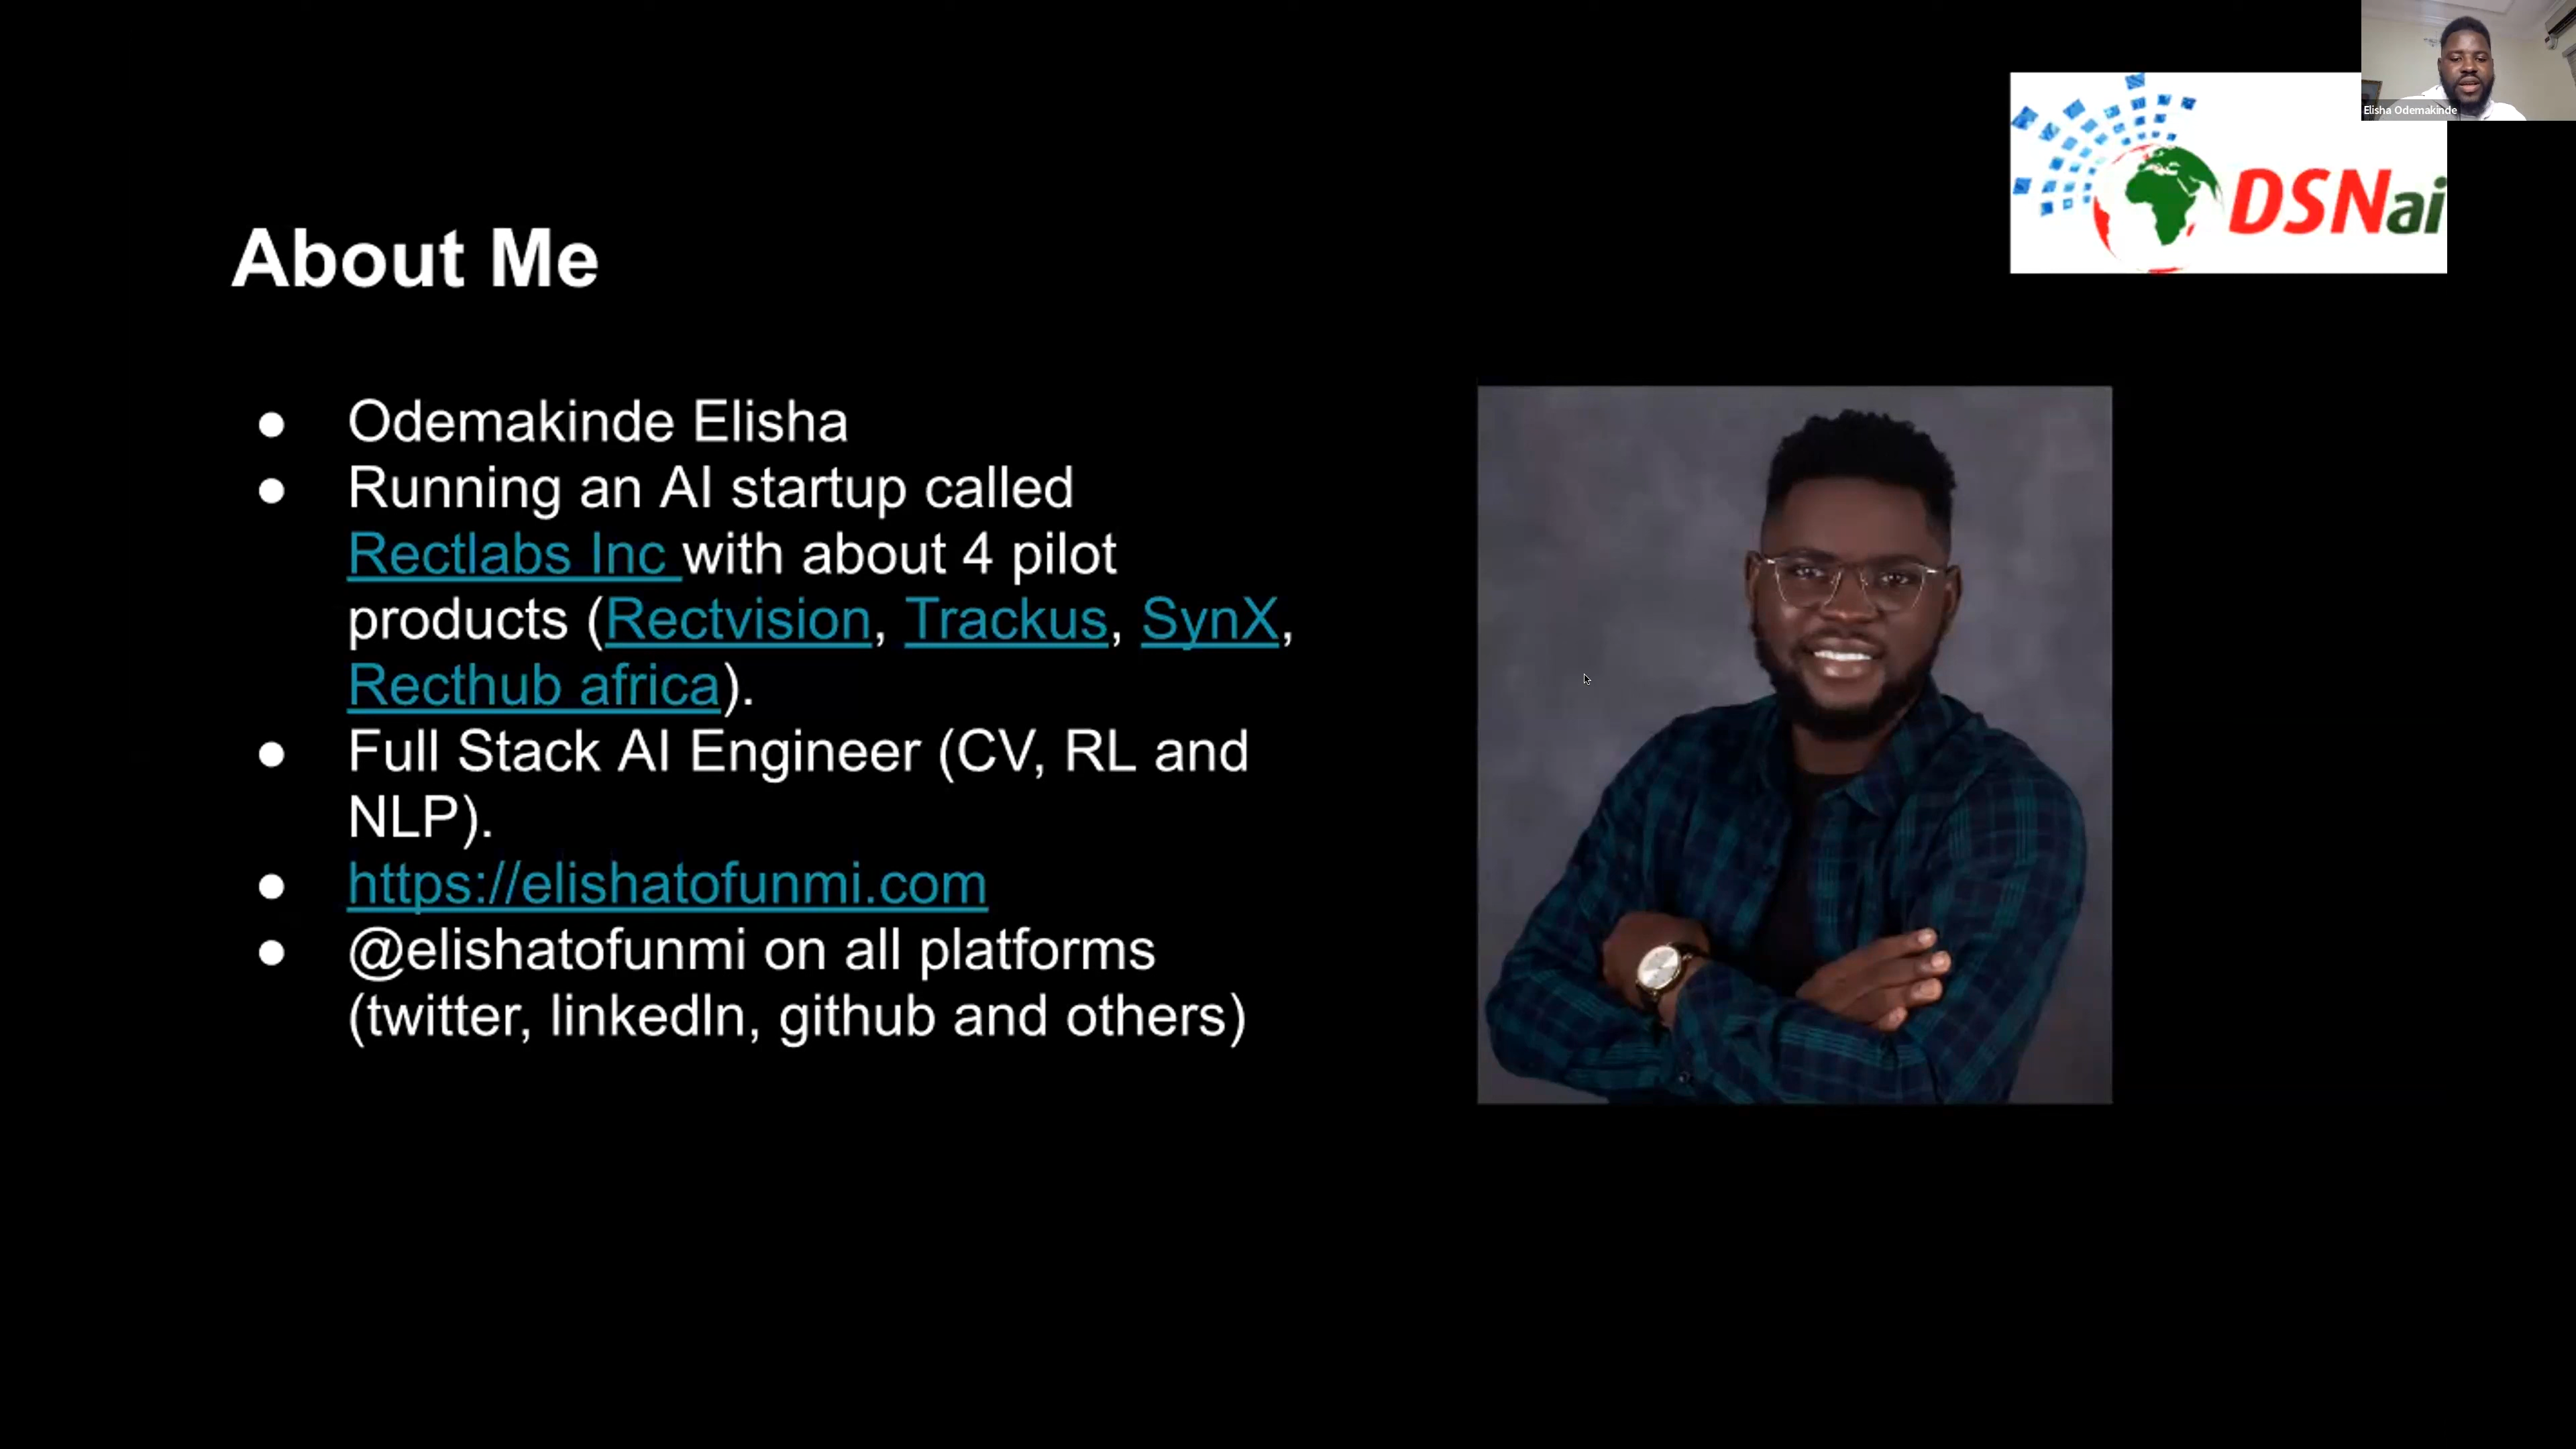 Elisha Odemakinde
DSNai
About Me
● Odemakinde Elisha
● Running an AI startup called
Rectlabs Inc with about 4 pilot
products (Rectvision, Trackus, SynX,
Recthub africa).
● Full Stack AI Engineer (CV, RL and
NLP).
● https://elishatofunmi.com
● @elishatofunmi on all platforms
(twitter, linkedIn, github and others)